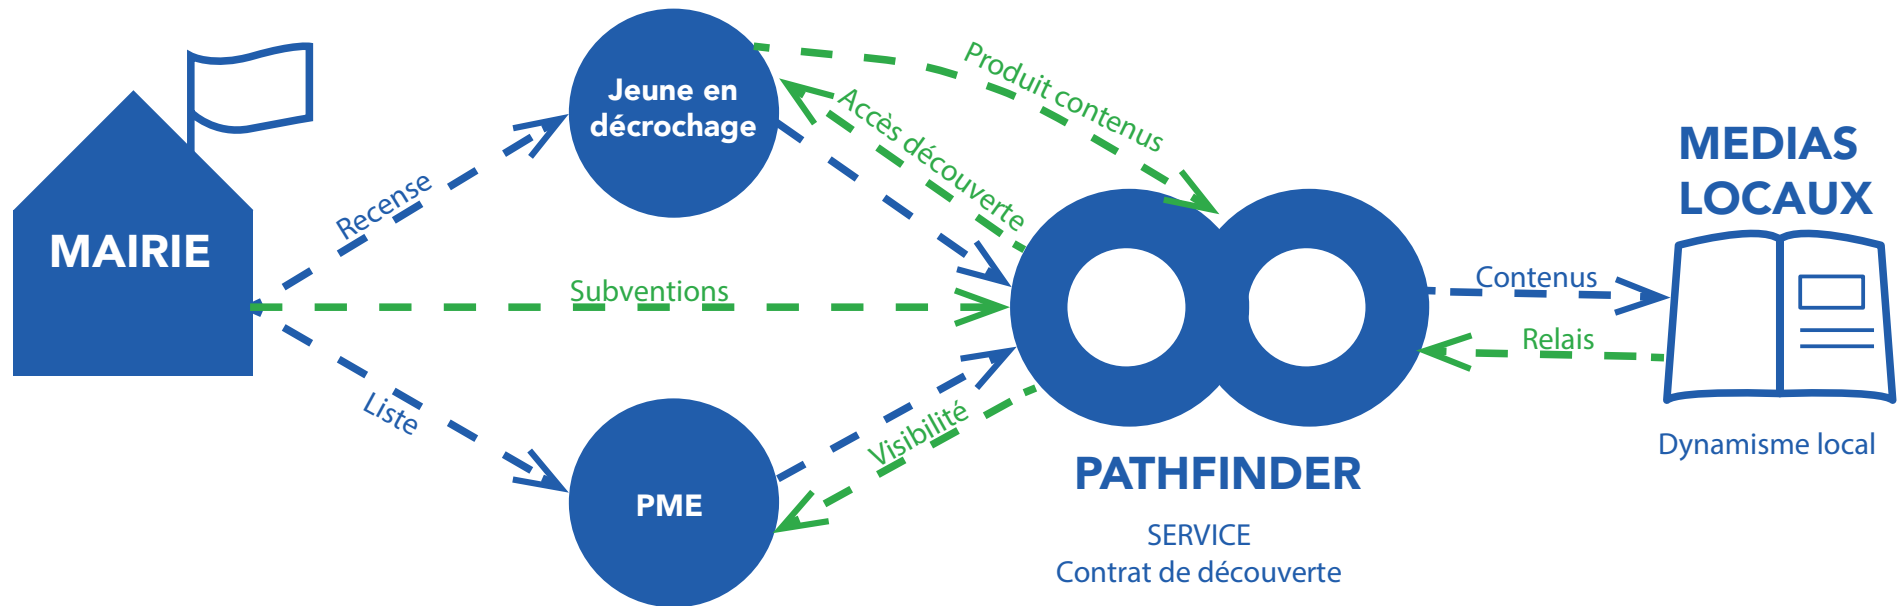 MAIRIE
Recense
Jeune en
décrochage
Produit contenus
Accès découverte
Subventions
Liste
PME
Visibilité
PATHFINDER
SERVICE
Contrat de découverte
Contenus
Relais
MEDIAS
LOCAUX
Dynamisme local